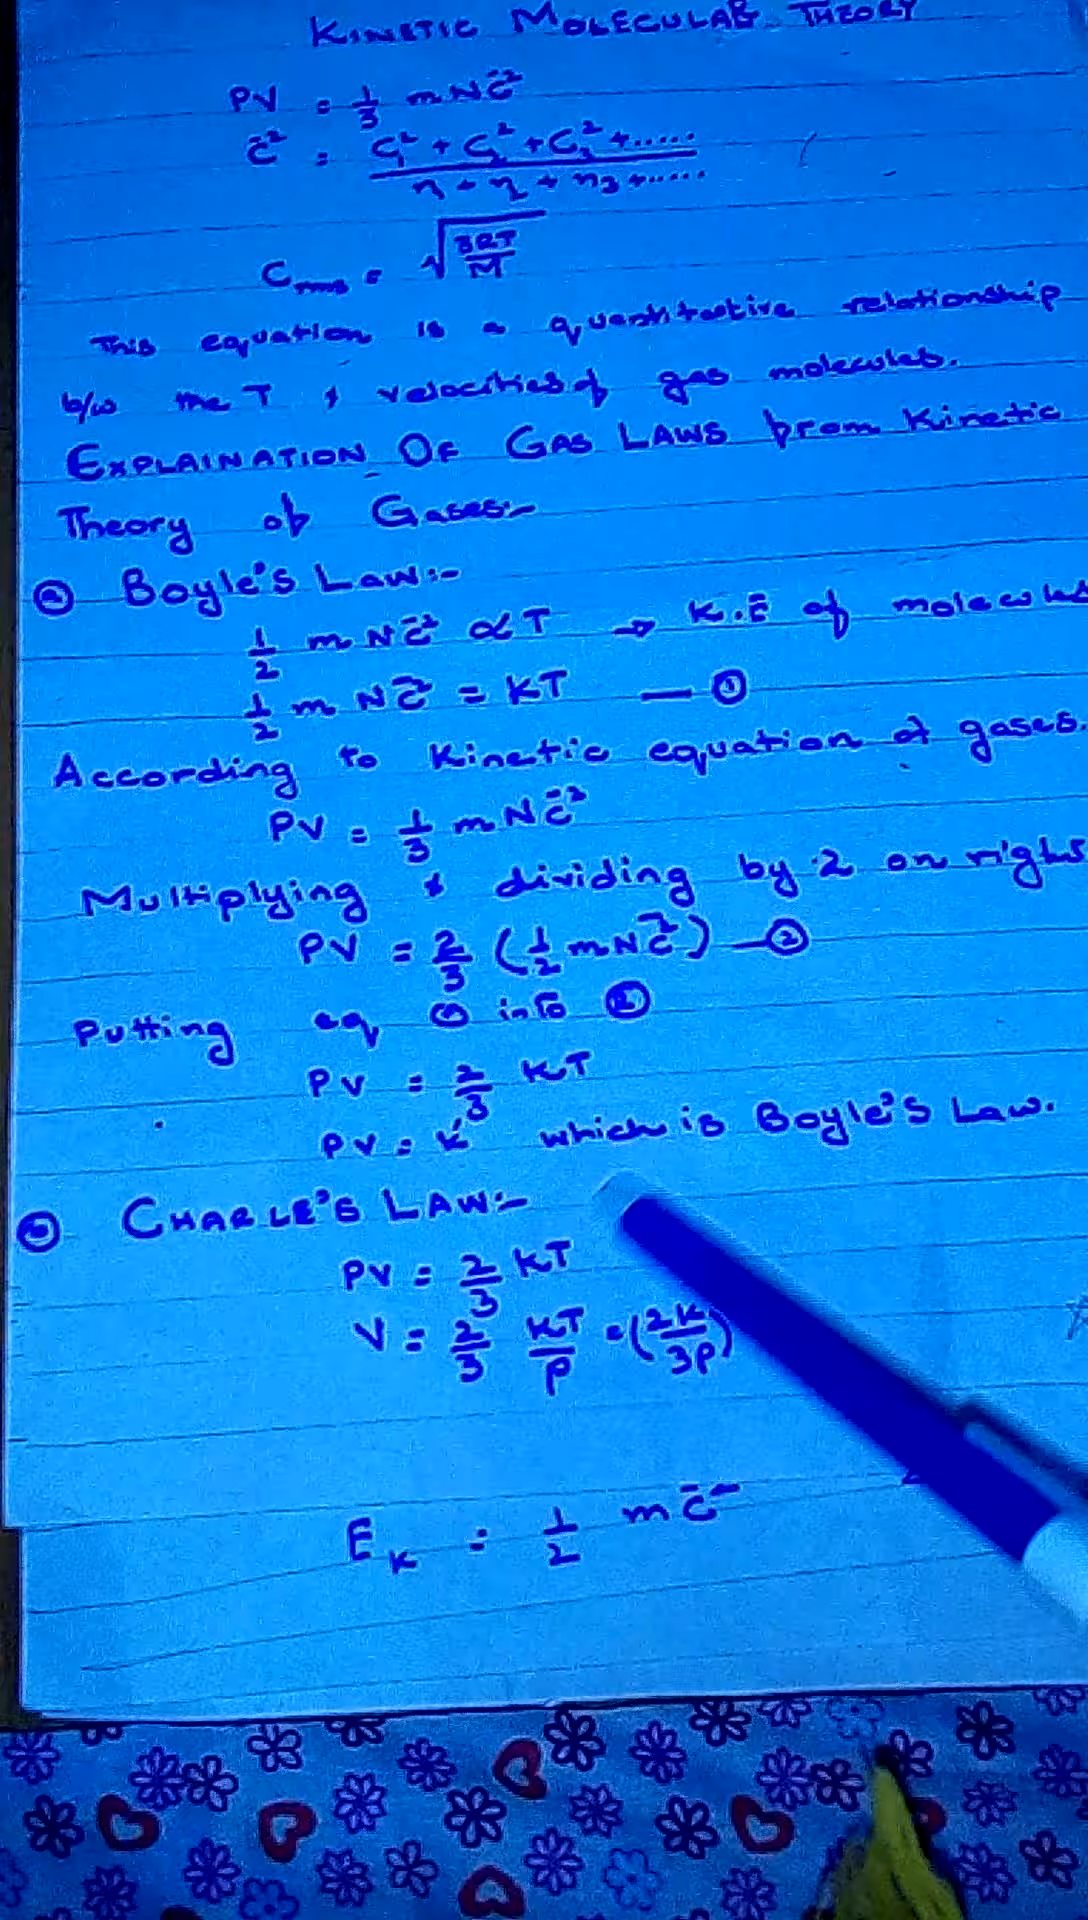 KINETIC MOLECULAR THEORY
PV = 1/3 mNc̄²
c̄² = C₁² + C₂² + C₃² + ..... / n + n₂ + n₃ + .....
Crms = √3RT/M
This equation is a quantitative relationship
b/w the T & velocities of gas molecules.
EXPLAINATION OF GAS LAWS from Kinetic
Theory of Gases:-
ⓐ Boyle's Law:-
1/2 mNc̄² ∝ T → K.E of molecules
1/2 mNc̄² = KT — ①
According to Kinetic equation of gases.
PV = 1/3 mNc̄²
Multiplying & dividing by 2 on right
PV = 2/3 (1/2 mNc̄²) — ②
Putting eq ① into ②
PV = 2/3 KT
PV = K' which is Boyle's Law.
ⓑ CHARLE'S LAW:-
PV = 2/3 KT
V = 2/3 KT/P = (2K/3P)
E_K = 1/2 mc̄²